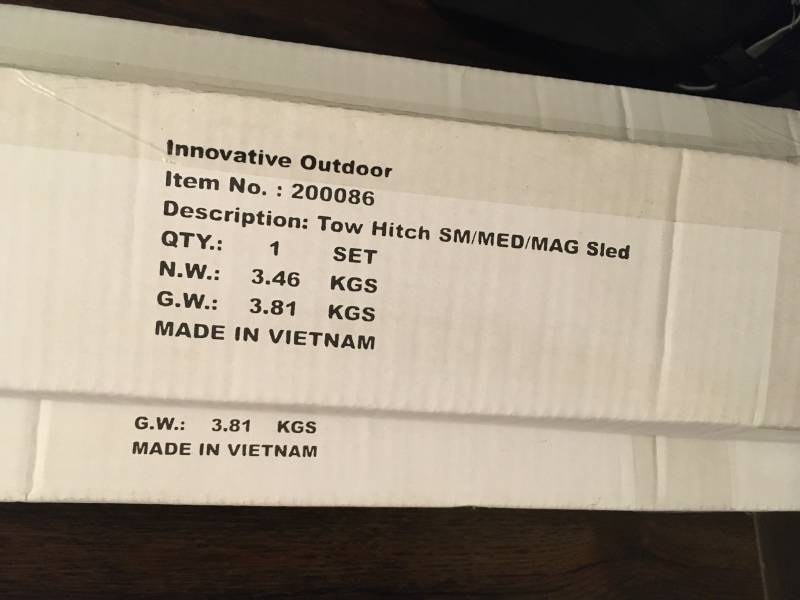 Innovative Outdoor
Item No. : 200086
Description: Tow Hitch SM/MED/MAG Sled
QTY.: 1 SET
N.W.: 3.46 KGS
G.W.: 3.81 KGS
MADE IN VIETNAM
G.W.: 3.81 KGS
MADE IN VIETNAM